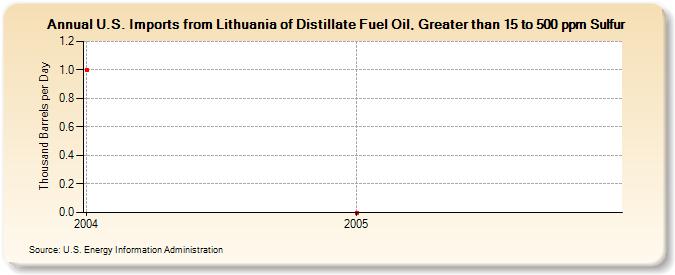 Annual U.S. Imports from Lithuania of Distillate Fuel Oil, Greater than 15 to 500 ppm Sulfur
Thousand Barrels per Day
1.2
1.0
0.8
0.6
0.4
0.2
0.0
2004 2005
Source: U.S. Energy Information Administration